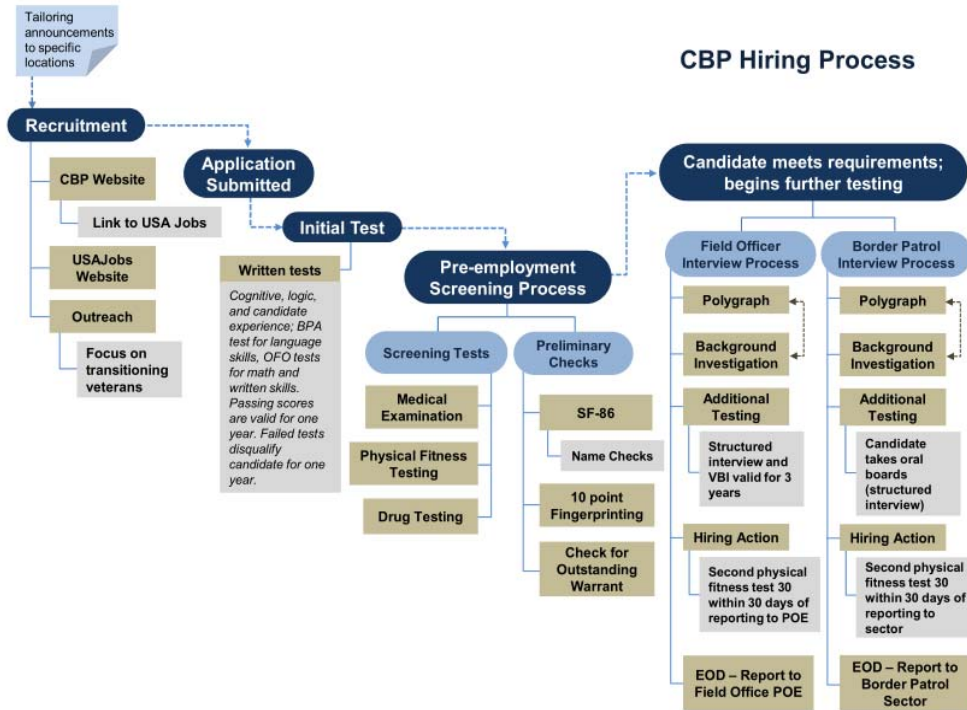 Tailoring
announcements
to specific
locations
CBP Hiring Process
Recruitment
CBP Website
Link to USA Jobs
USAJobs
Website
Outreach
Focus on
transitioning
veterans
Application
Submitted
Initial Test
Written tests
Cognitive, logic,
and candidate
experience; BPA
test for language
skills, OFO tests
for math and
written skills.
Passing scores
are valid for one
year. Failed tests
disqualify
candidate for one
year.
Pre-employment
Screening Process
Screening Tests
Medical
Examination
Physical Fitness
Testing
Drug Testing
Preliminary
Checks
SF-86
Name Checks
10 point
Fingerprinting
Check for
Outstanding
Warrant
Candidate meets requirements;
begins further testing
Field Officer
Interview Process
Polygraph
Background
Investigation
Additional
Testing
Structured
interview and
VBI valid for 3
years
Hiring Action
Second physical
fitness test 30
within 30 days of
reporting to POE
EOD – Report to
Field Office POE
Border Patrol
Interview Process
Polygraph
Background
Investigation
Additional
Testing
Candidate
takes oral
boards
(structured
interview)
Hiring Action
Second physical
fitness test 30
within 30 days of
reporting to
sector
EOD – Report to
Border Patrol
Sector